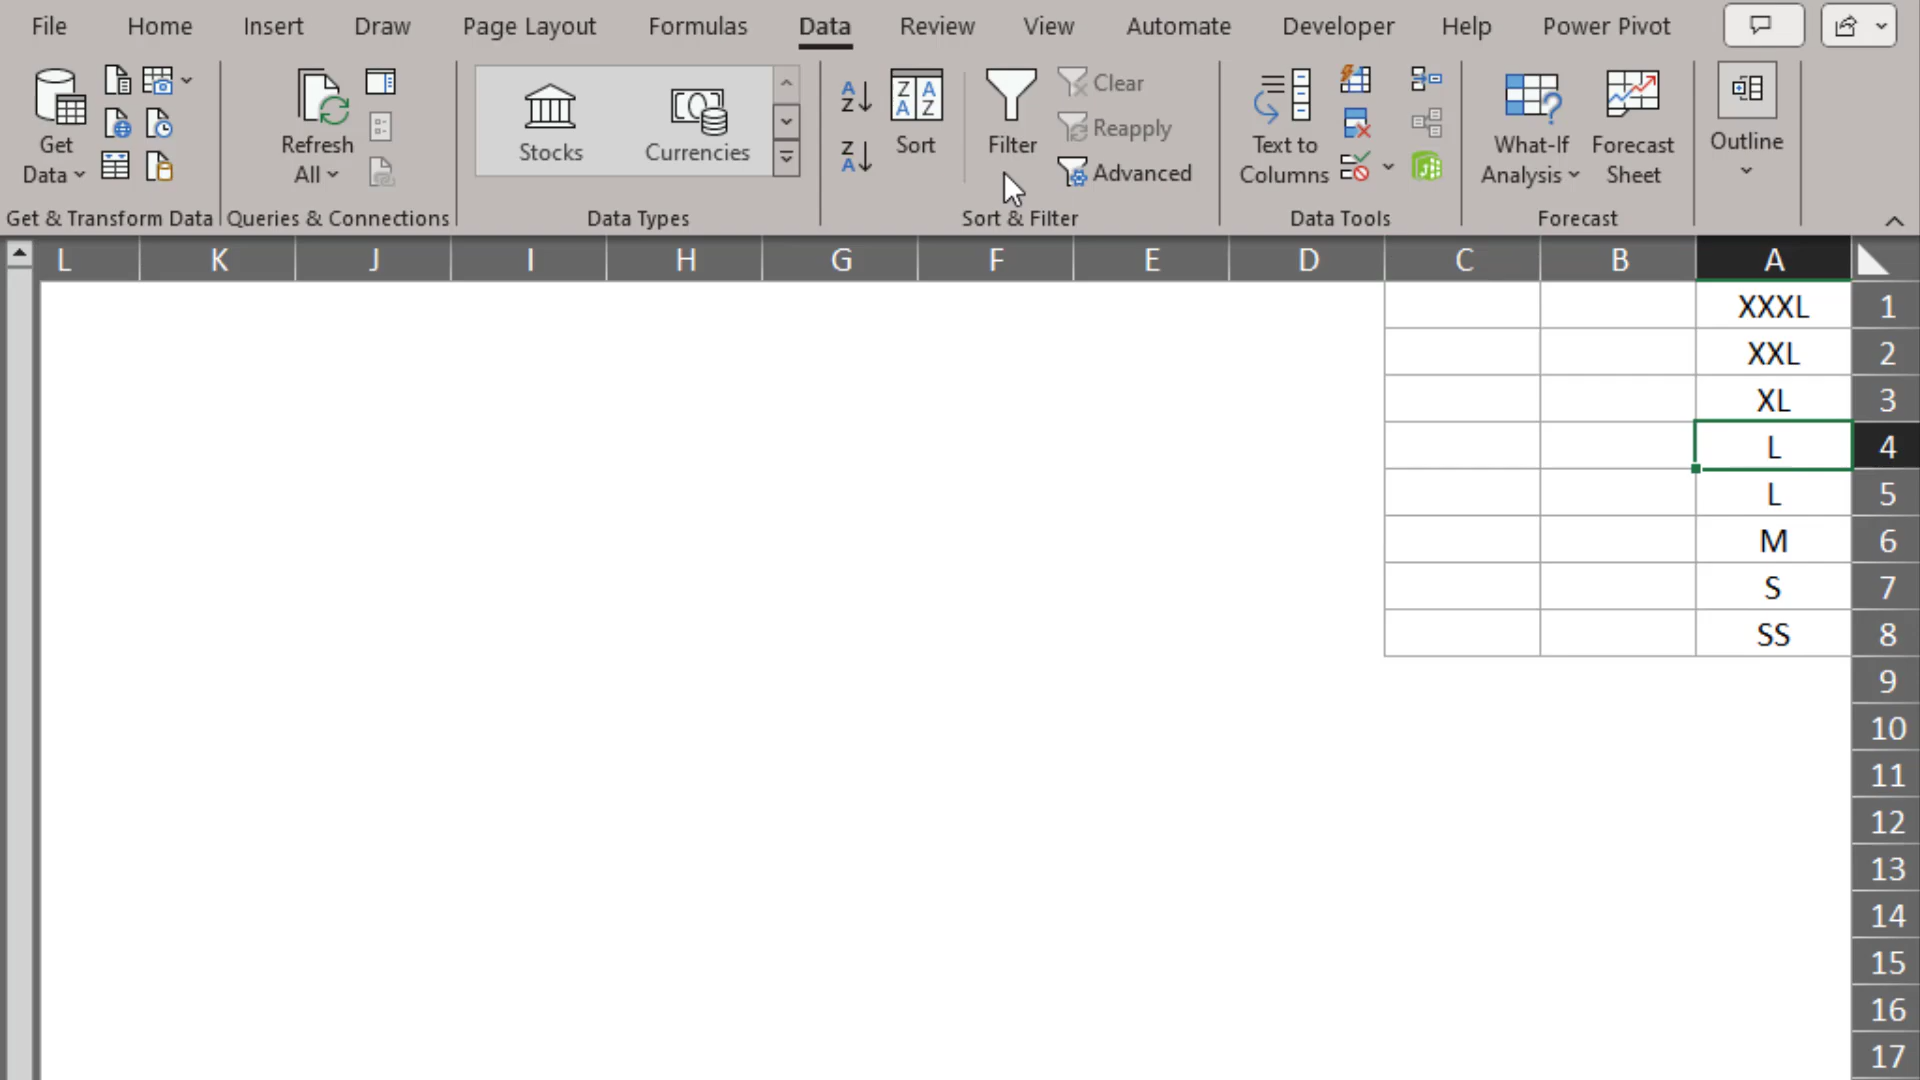 File Home Insert Draw Page Layout Formulas Data Review View Automate Developer Help Power Pivot
Get Data
Refresh All
Stocks
Currencies
Sort
Filter
Clear
Reapply
Advanced
Text to Columns
What-If Analysis
Forecast Sheet
Outline
Get & Transform Data Queries & Connections Data Types Sort & Filter Data Tools Forecast
L K J I H G F E D C B A
XXXL 1
XXL 2
XL 3
L 4
L 5
M 6
S 7
SS 8
9
10
11
12
13
14
15
16
17